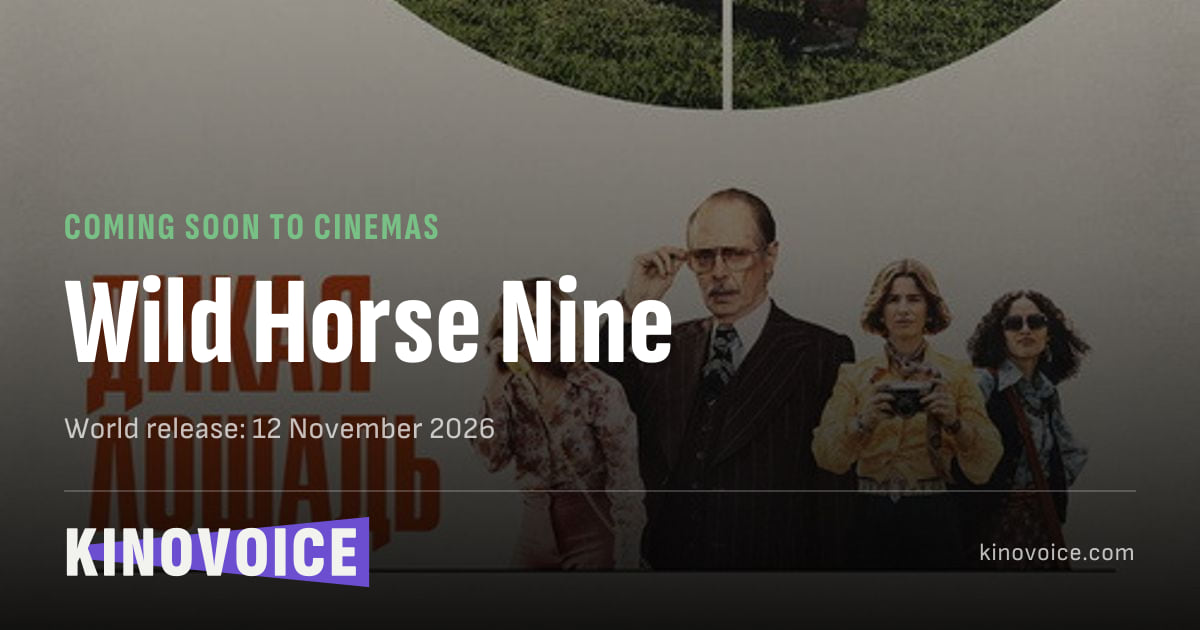 COMING SOON TO CINEMAS
Wild Horse Nine
ДИКАЯ
ЛОШАДЬ
World release: 12 November 2026
KINOVOICE
kinovoice.com